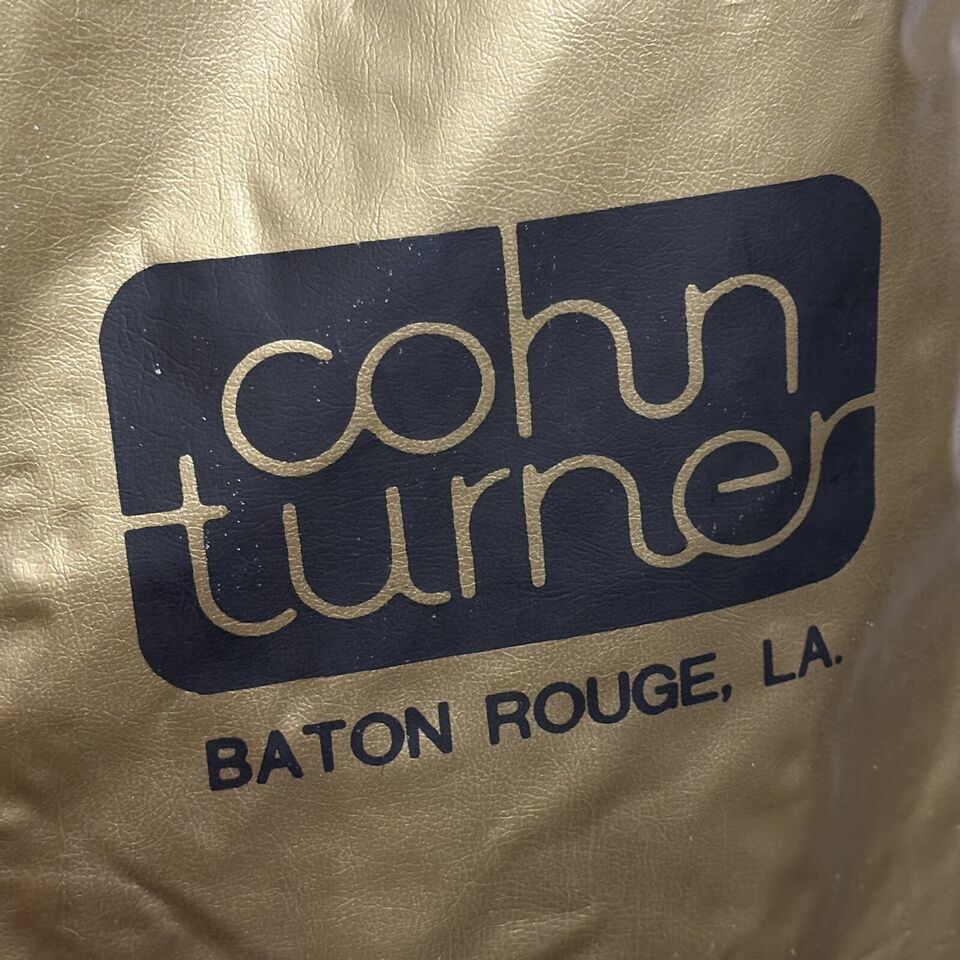 cohn
turner
BATON ROUGE, LA.